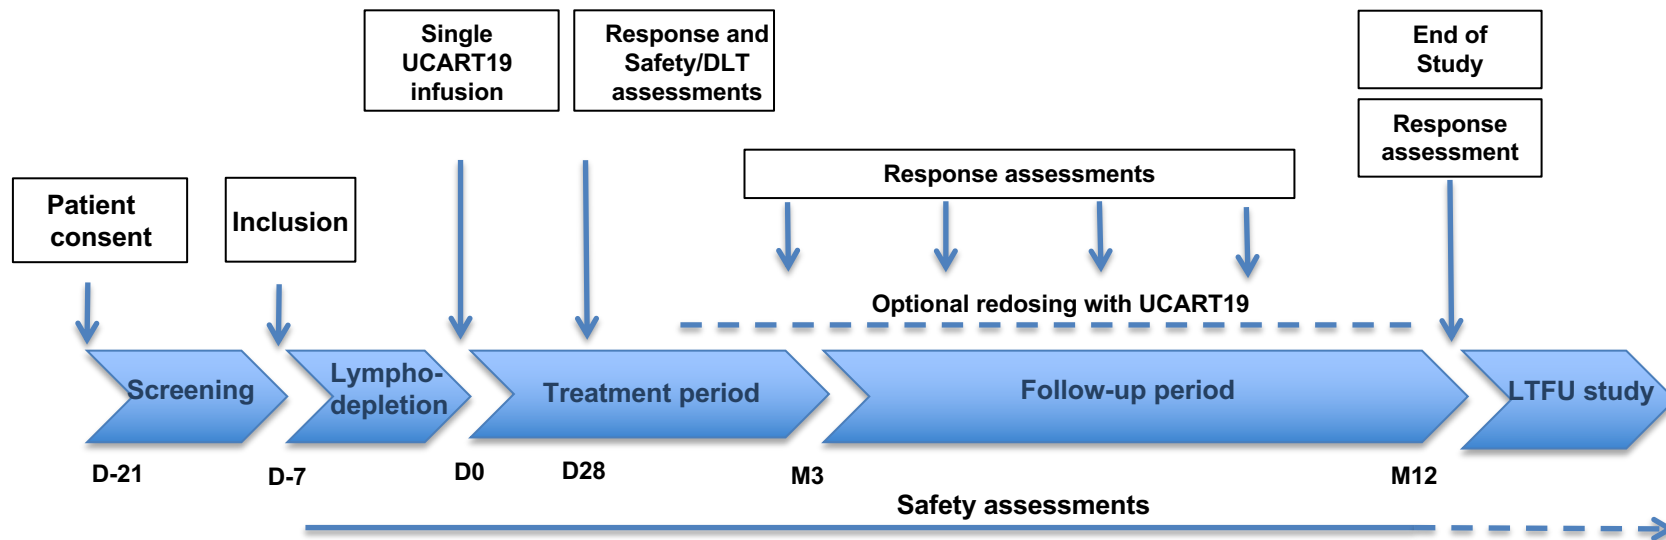 Single
UCART19
infusion
Response and
Safety/DLT
assessments
End of
Study
Response
assessment
Response assessments
Patient
consent
Inclusion
Optional redosing with UCART19
Screening
Lympho-
depletion
Treatment period
Follow-up period
LTFU study
D-21
D-7
D0
D28
M3
M12
Safety assessments